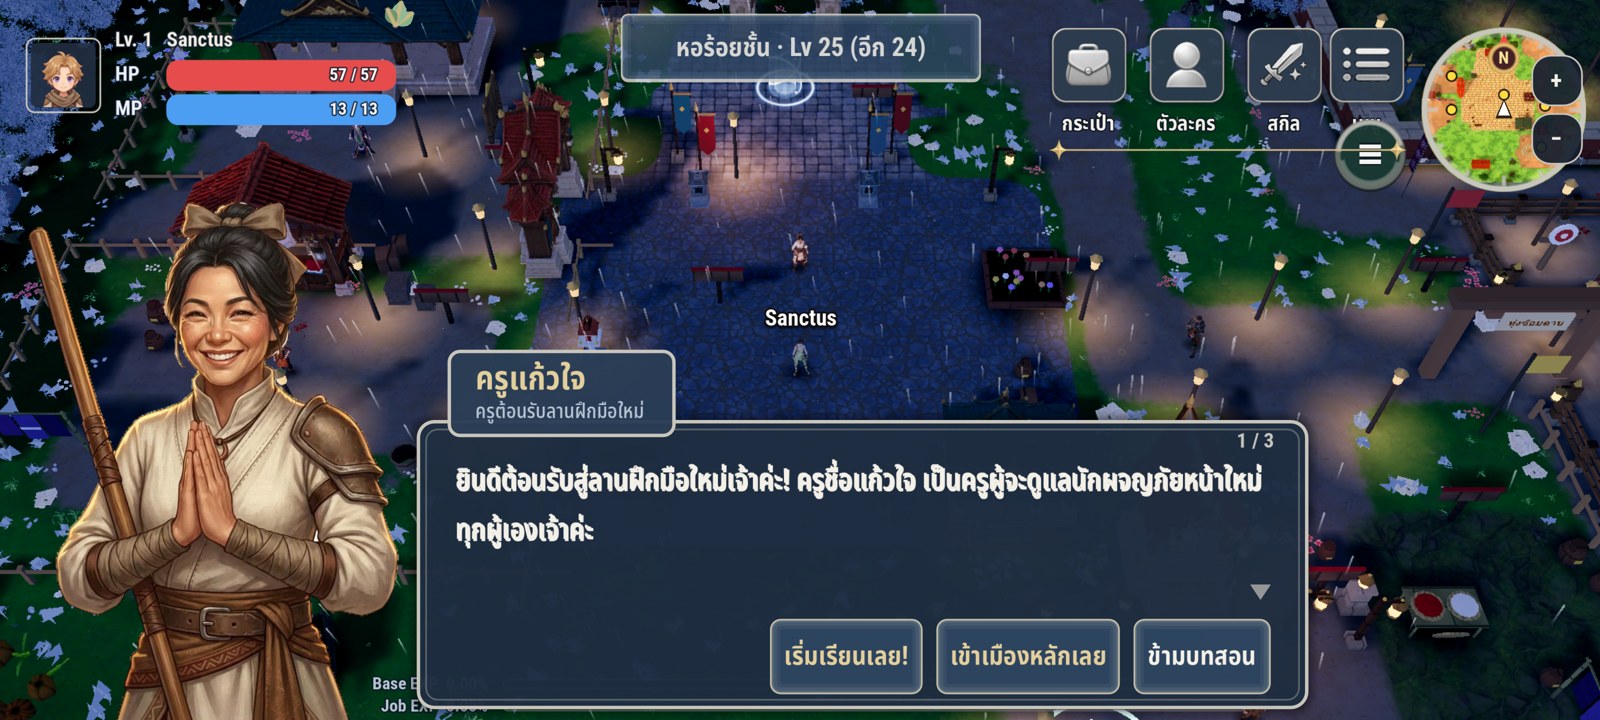 Lv. 1 Sanctus
HP 57 / 57
MP 13 / 13
หอร้อยชั้น · Lv 25 (อีก 24)
กระเป๋า
ตัวละคร
สกิล
N
+
-
Sanctus
ทุ่งร้อยดาบ
ครูแก้วใจ
ครูต้อนรับลานฝึกมือใหม่
1 / 3
ยินดีต้อนรับสู่ลานฝึกมือใหม่เจ้าค่ะ! ครูชื่อแก้วใจ เป็นครูผู้จะดูแลนักผจญภัยหน้าใหม่
ทุกผู้เองเจ้าค่ะ
เริ่มเรียนเลย!
เข้าเมืองหลักเลย
ข้ามบทสอน
Base
Job